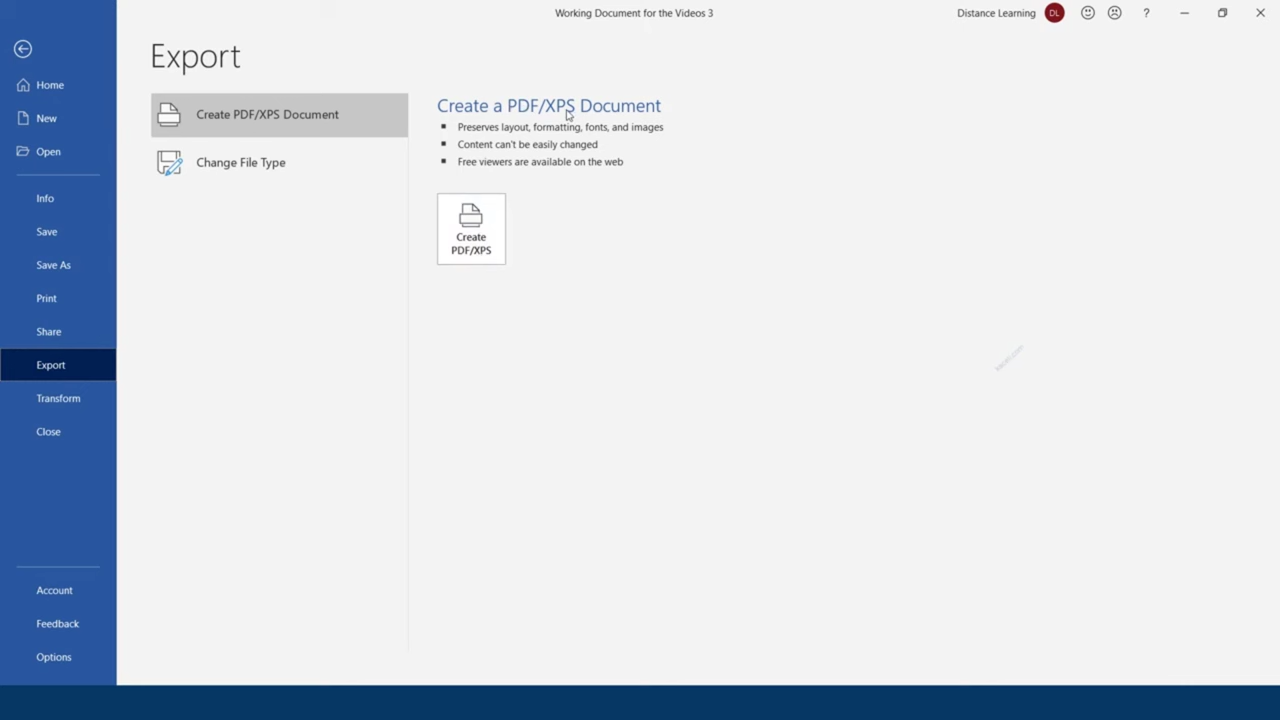 Working Document for the Videos 3
Distance Learning DL ?
Export
Home
New
Open
Info
Save
Save As
Print
Share
Export
Transform
Close
Account
Feedback
Options
Create PDF/XPS Document
Change File Type
Create a PDF/XPS Document
Preserves layout, formatting, fonts, and images
Content can't be easily changed
Free viewers are available on the web
Create
PDF/XPS